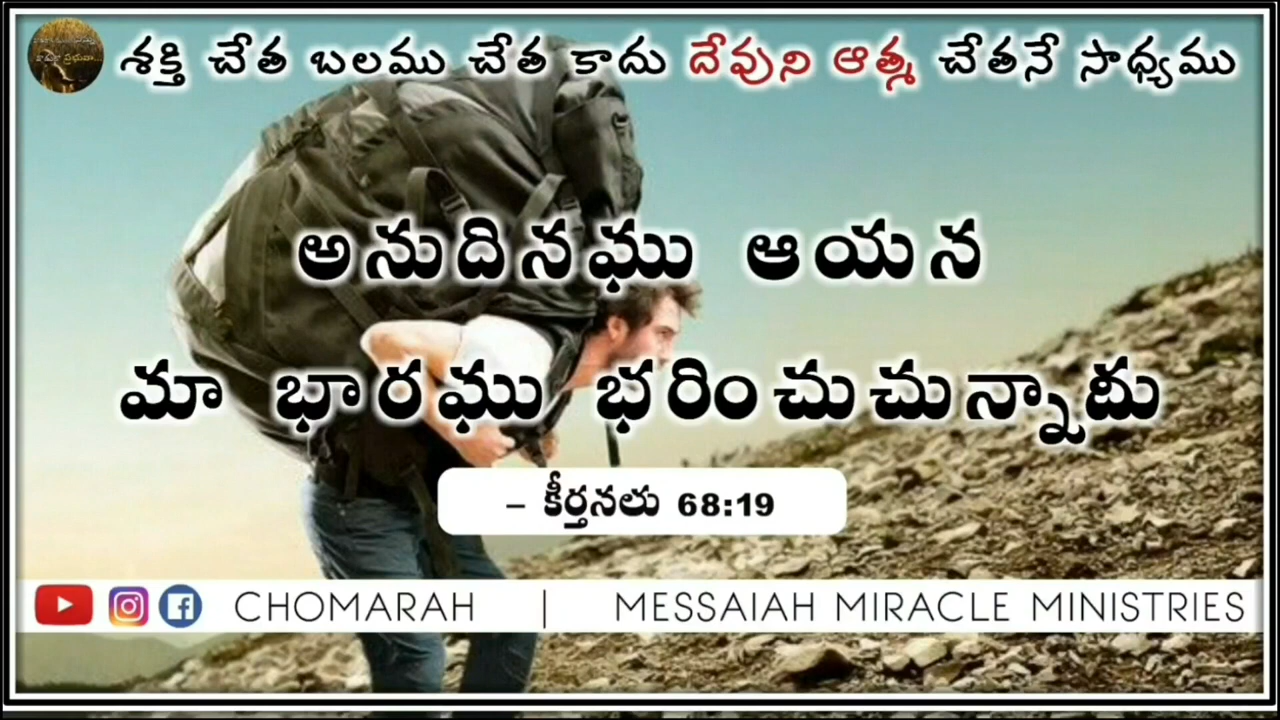 శక్తి చేత బలము చేత కాదు దేవుని ఆత్మ చేతనే సాధ్యము
అనుదినము ఆయన
మా భారము భరించుచున్నాడు
– కీర్తనలు 68:19
CHOMARAH | MESSAIAH MIRACLE MINISTRIES